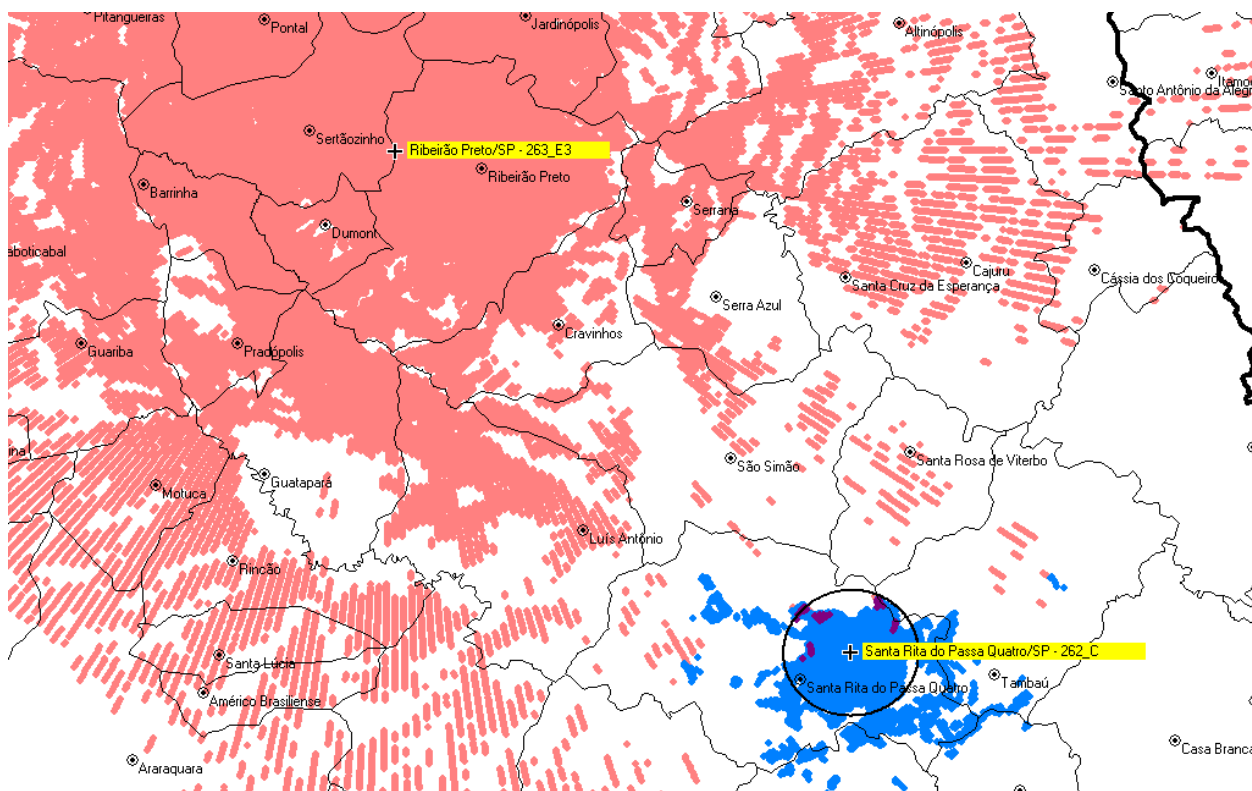 Pitangueiras
Pontal
Jardinópolis
Altinópolis
Santo Antônio da Alegr
Itamo
Sertãozinho
Ribeirão Preto/SP - 263_E3
Ribeirão Preto
Barrinha
Serrana
Dumont
aboticabal
Cajuru
Cássia dos Coqueiro
Santa Cruz da Esperança
Serra Azul
Cravinhos
Guariba
Pradópolis
ina
São Simão
Santa Rosa de Viterbo
Guatapará
Motuca
Luís Antônio
Rincão
Santa Lúcia
Santa Rita do Passa Quatro/SP - 262_C
Santa Rita do Passa Quatro
Tambaú
Américo Brasiliense
Casa Branca
Araraquara